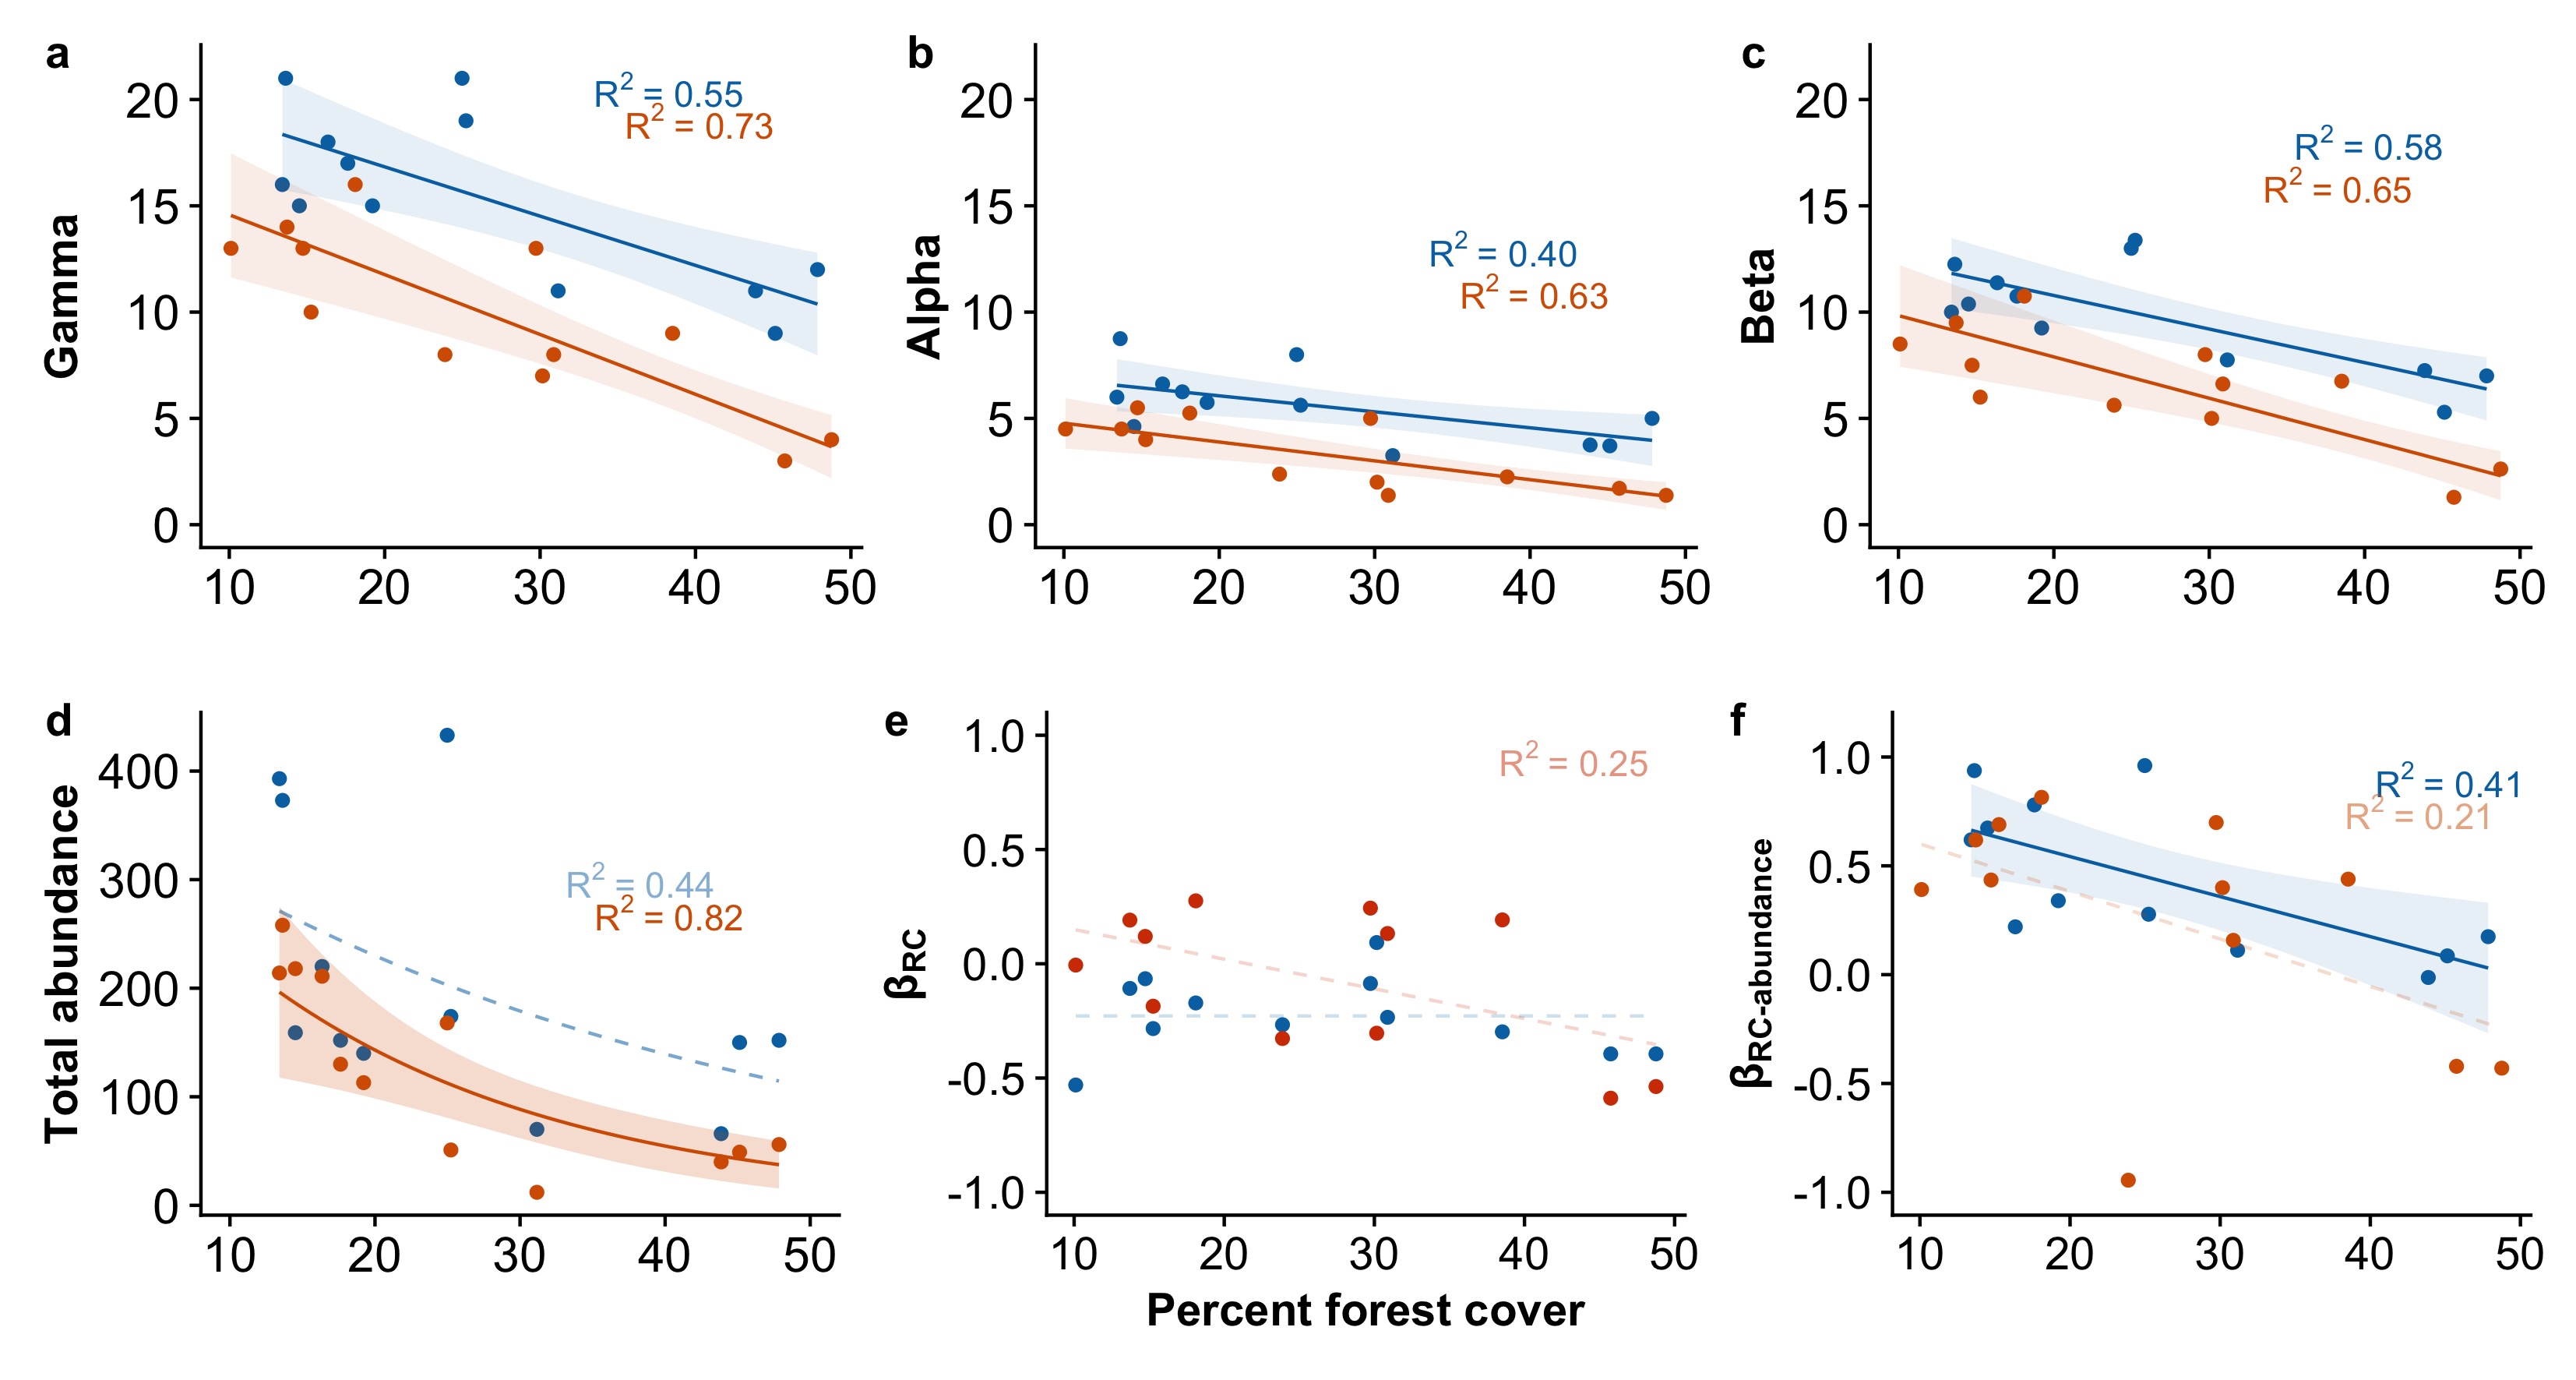 a
Gamma
20
15
10
5
0
10 20 30 40 50
R² = 0.55
R² = 0.73
b
Alpha
20
15
10
5
0
10 20 30 40 50
R² = 0.40
R² = 0.63
c
Beta
20
15
10
5
0
10 20 30 40 50
R² = 0.58
R² = 0.65
d
Total abundance
400
300
200
100
0
10 20 30 40 50
R² = 0.44
R² = 0.82
e
βRC
1.0
0.5
0.0
-0.5
-1.0
10 20 30 40 50
R² = 0.25
f
βRC-abundance
1.0
0.5
0.0
-0.5
-1.0
10 20 30 40 50
R² = 0.41
R² = 0.21
Percent forest cover